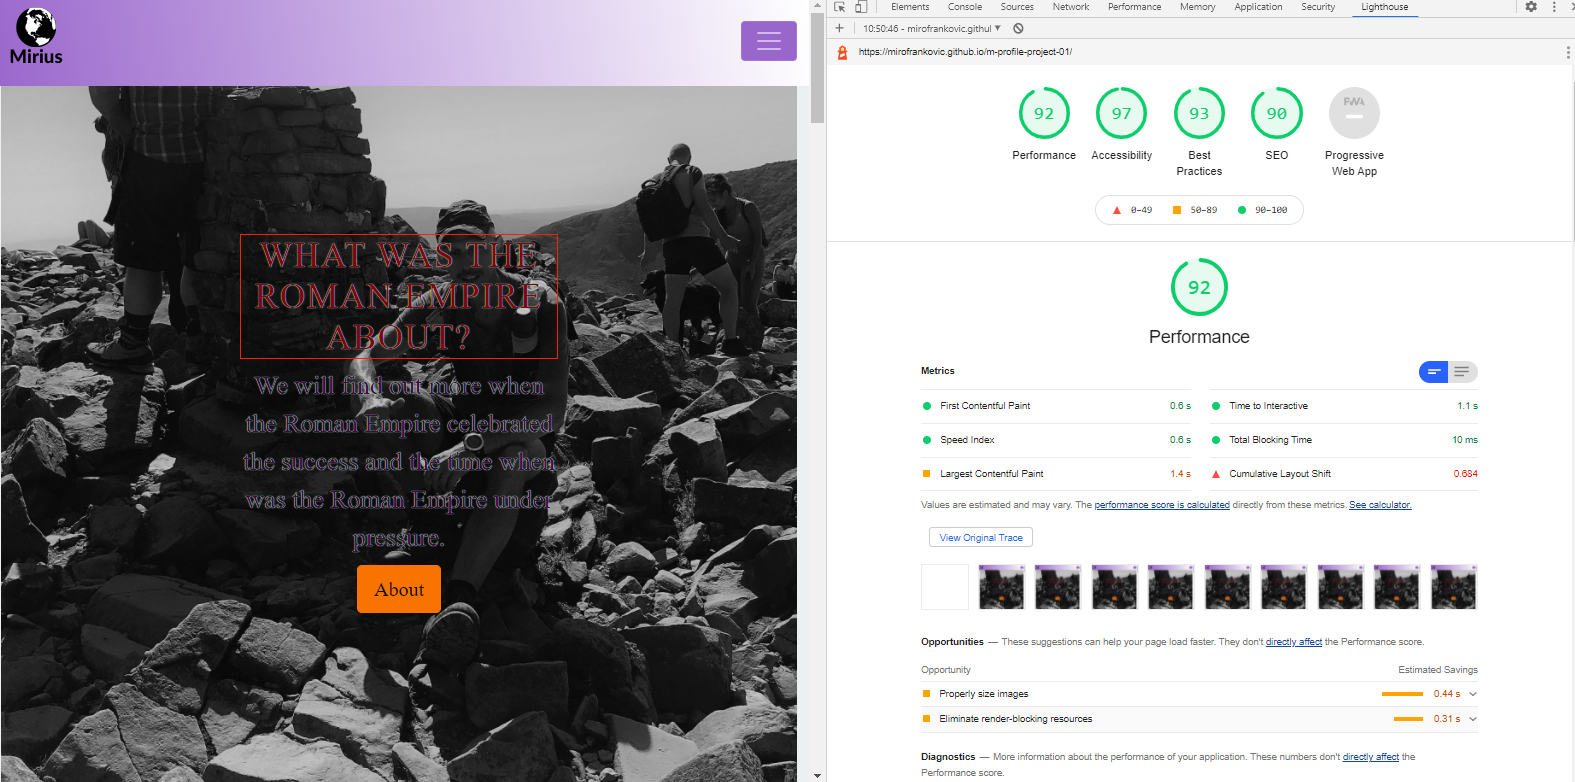 Mirius
WHAT WAS THE
ROMAN EMPIRE
ABOUT?
We will find out more when
the Roman Empire celebrated
the success and the time when
was the Roman Empire under
pressure.
About
Elements Console Sources Network Performance Memory Application Security Lighthouse
10:50:46 - mirofrankovic.githul
https://mirofrankovic.github.io/m-profile-project-01/
92 97 93 90 PWA
Performance Accessibility Best Practices SEO Progressive Web App
0–49 50–89 90–100
92
Performance
Metrics
First Contentful Paint 0.6 s Time to Interactive 1.1 s
Speed Index 0.6 s Total Blocking Time 10 ms
Largest Contentful Paint 1.4 s Cumulative Layout Shift 0.684
Values are estimated and may vary. The performance score is calculated directly from these metrics. See calculator.
View Original Trace
Opportunities — These suggestions can help your page load faster. They don't directly affect the Performance score.
Opportunity Estimated Savings
Properly size images 0.44 s
Eliminate render-blocking resources 0.31 s
Diagnostics — More information about the performance of your application. These numbers don't directly affect the
Performance score.